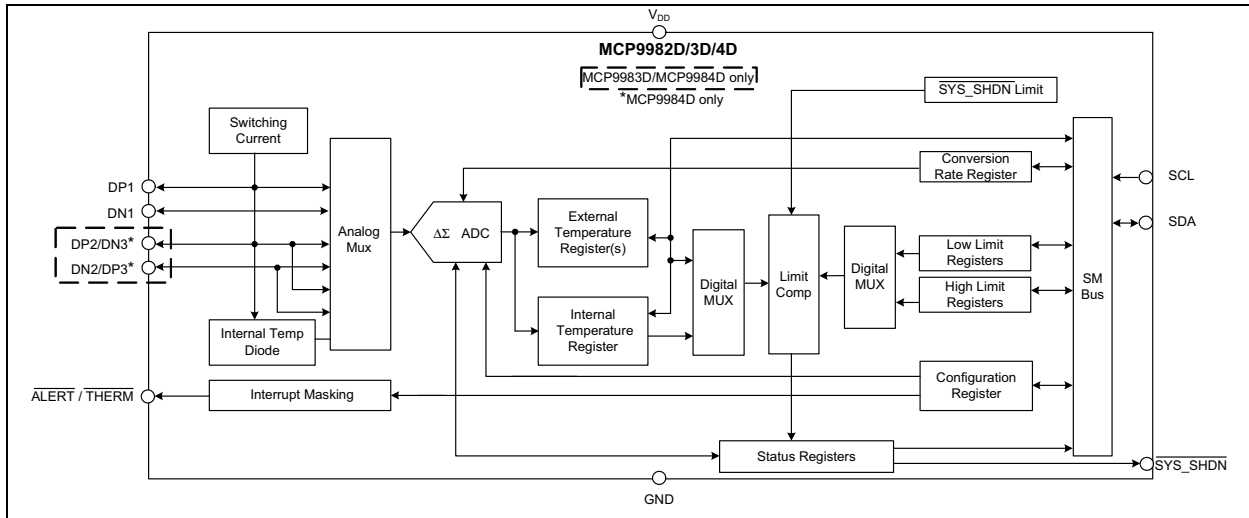 VDD
MCP9982D/3D/4D
MCP9983D/MCP9984D only
*MCP9984D only
SYS_SHDN Limit
Switching
Current
DP1
DN1
DP2/DN3*
DN2/DP3*
Analog
Mux
Internal Temp
Diode
ΔΣ ADC
External
Temperature
Register(s)
Internal
Temperature
Register
Digital
MUX
Limit
Comp
Digital
MUX
Conversion
Rate Register
Low Limit
Registers
High Limit
Registers
Configuration
Register
SM
Bus
SCL
SDA
ALERT / THERM
Interrupt Masking
Status Registers
SYS_SHDN
GND